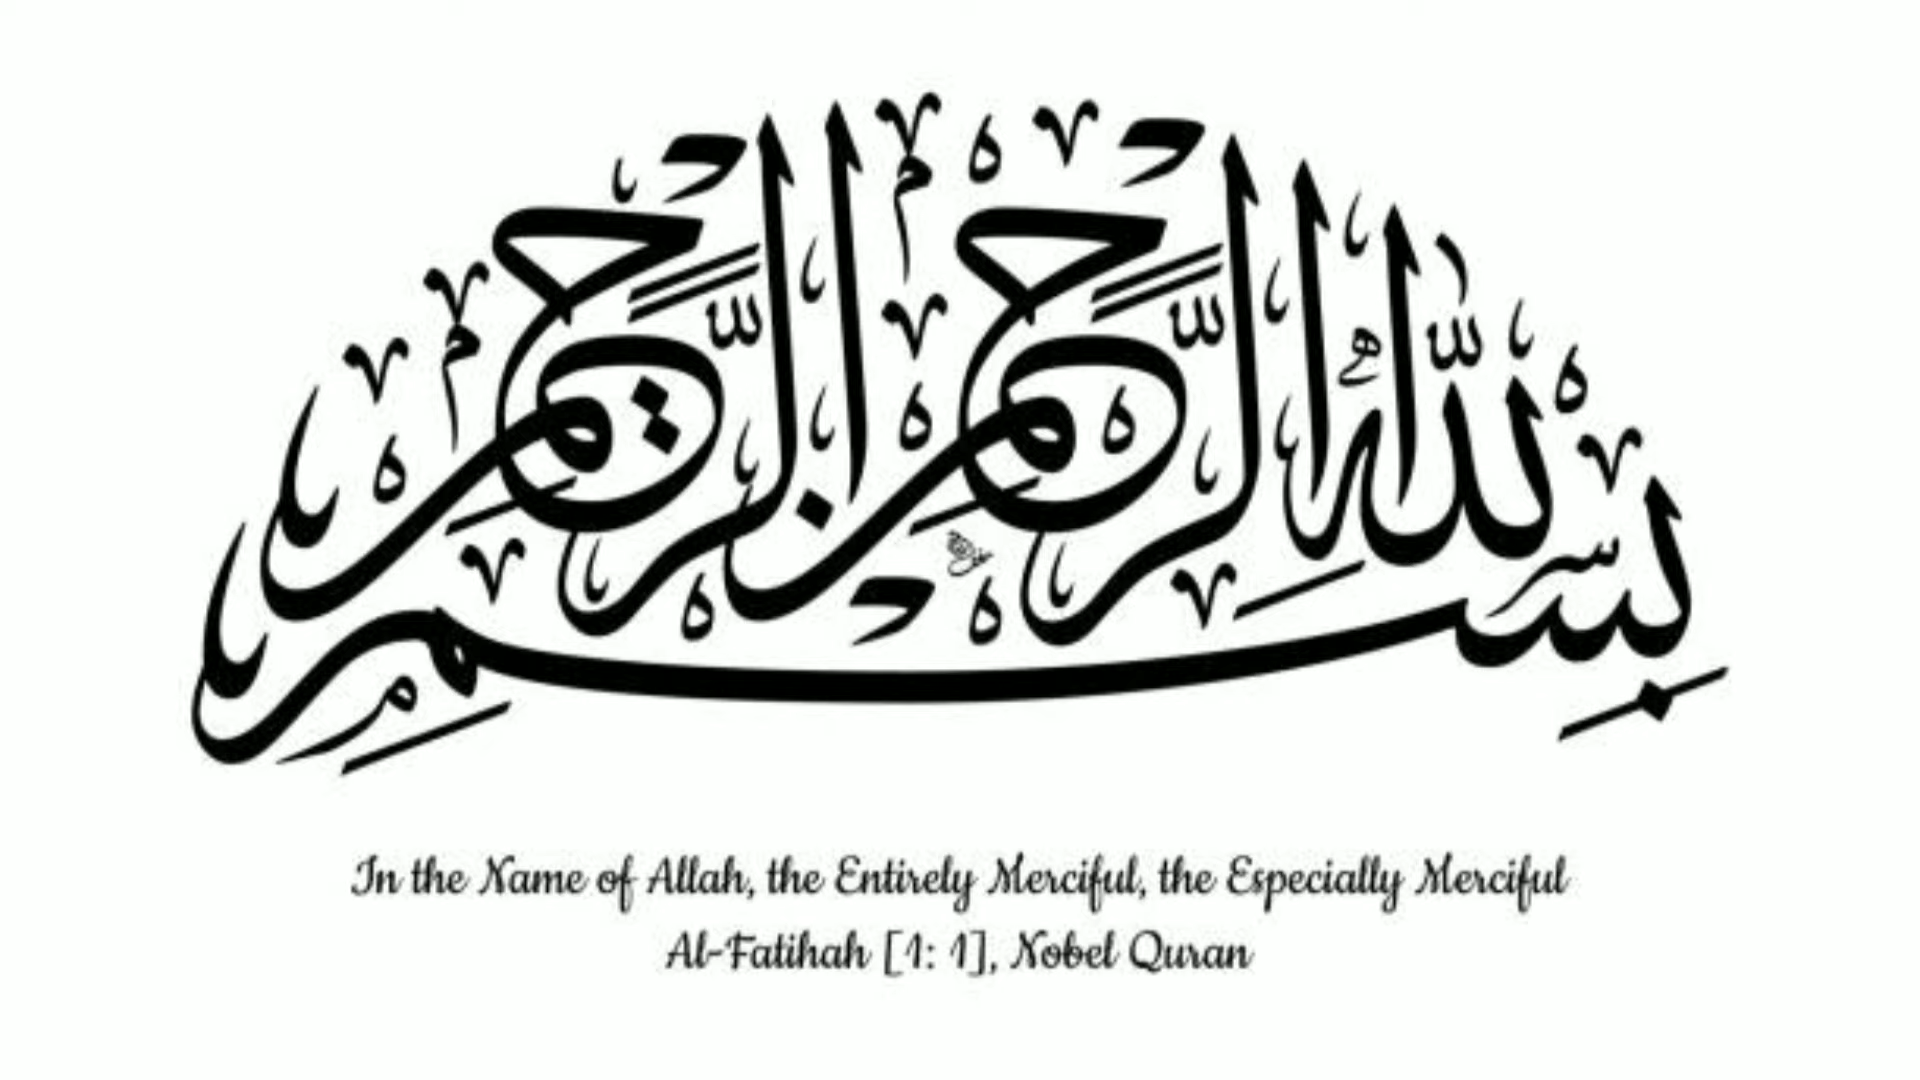 بِسْمِ اللَّهِ الرَّحْمَنِ الرَّحِيمِ
In the Name of Allah, the Entirely Merciful, the Especially Merciful
Al-Fatihah [1: 1], Nobel Quran